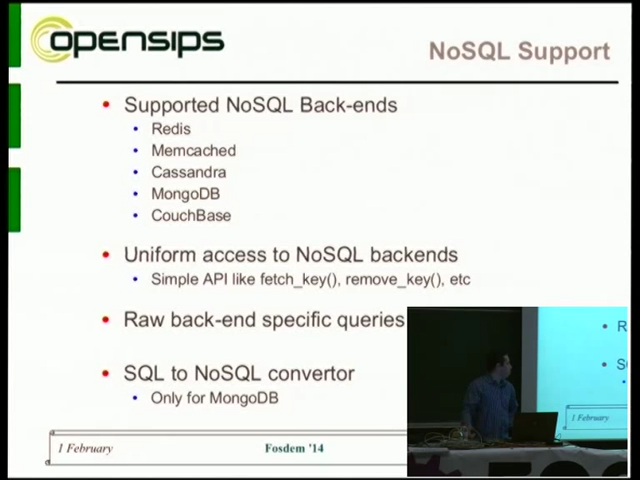 opensips
NoSQL Support
Supported NoSQL Back-ends
Redis
Memcached
Cassandra
MongoDB
CouchBase
Uniform access to NoSQL backends
Simple API like fetch_key(), remove_key(), etc
Raw back-end specific queries
SQL to NoSQL convertor
Only for MongoDB
1 February
Fosdem '14
R
1 February